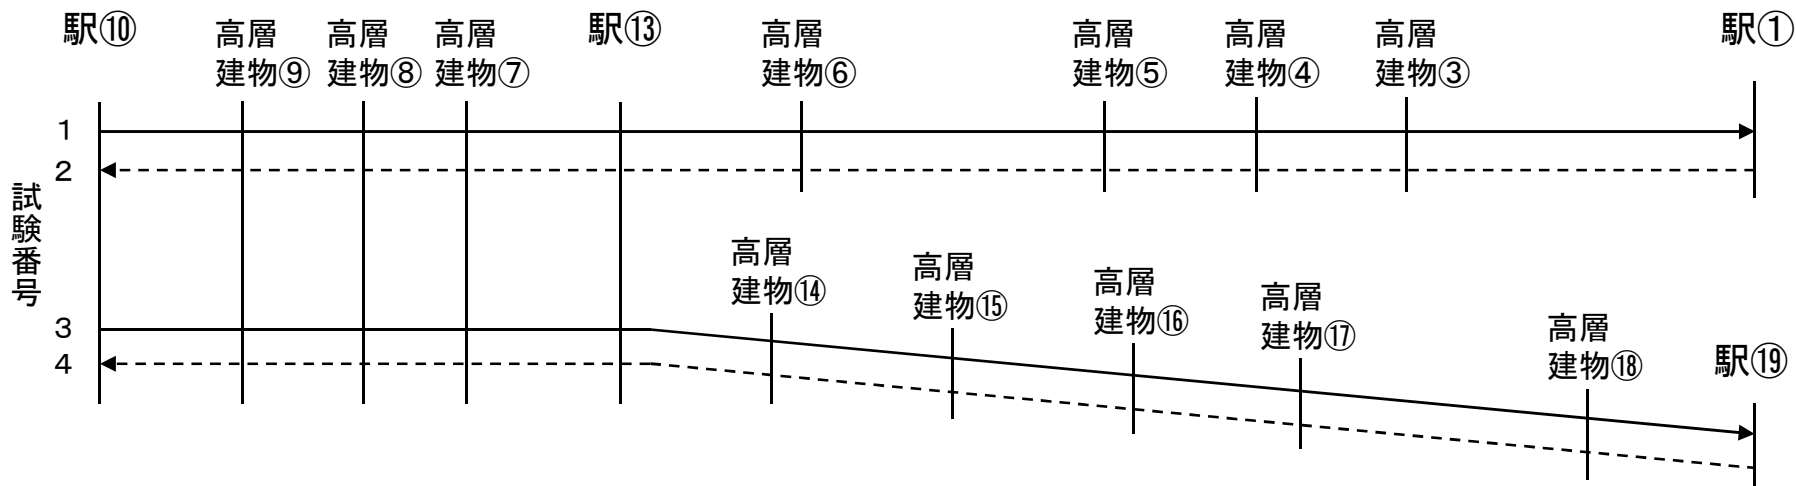 駅⑩
高層
建物⑨
高層
建物⑧
高層
建物⑦
駅⑬
高層
建物⑥
高層
建物⑤
高層
建物④
高層
建物③
駅①
試験番号
1
2
3
4
高層
建物⑭
高層
建物⑮
高層
建物⑯
高層
建物⑰
高層
建物⑱
駅⑲